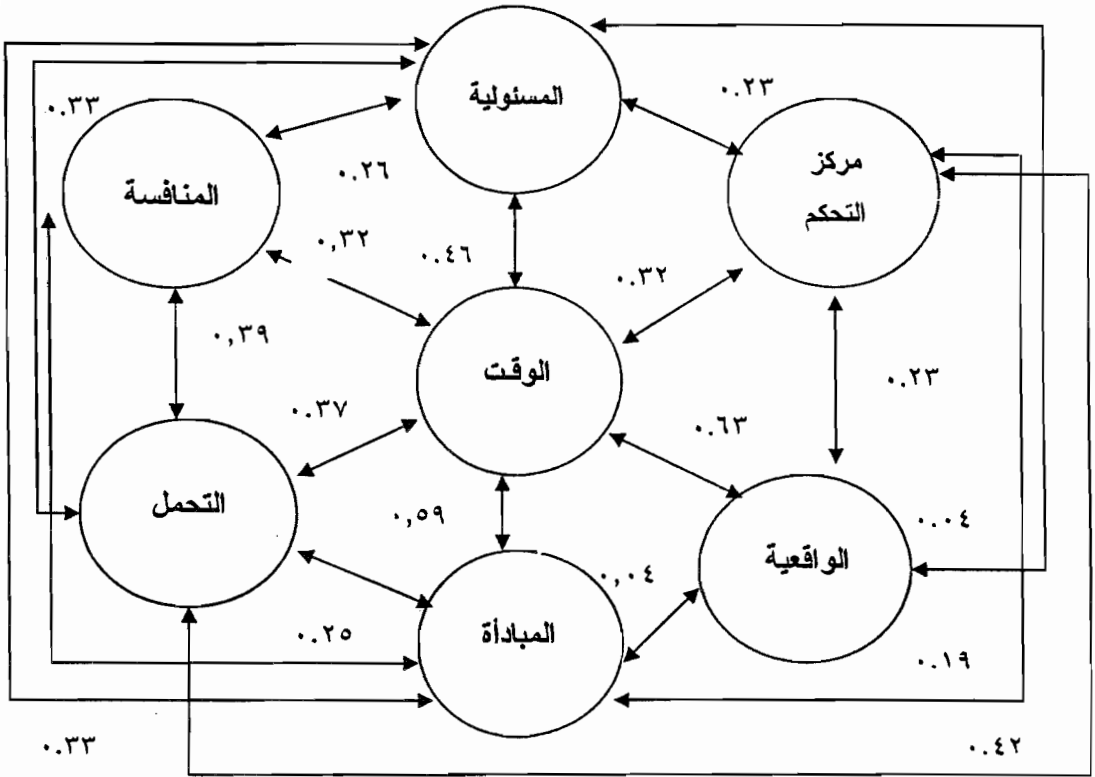 المسئولية
٠.٢٣
٠.٣٣
مركز
التحكم
٠.٢٦
المنافسة
٠,٣٢
٠.٤٦
٠.٣٢
٠,٣٩
الوقت
٠.٢٣
٠.٣٧
٠.٦٣
التحمل
٠,٥٩
٠.٠٤
الواقعية
٠,٠٤
المبادأة
٠.٢٥
٠.١٩
٠.٣٣
٠.٤٢